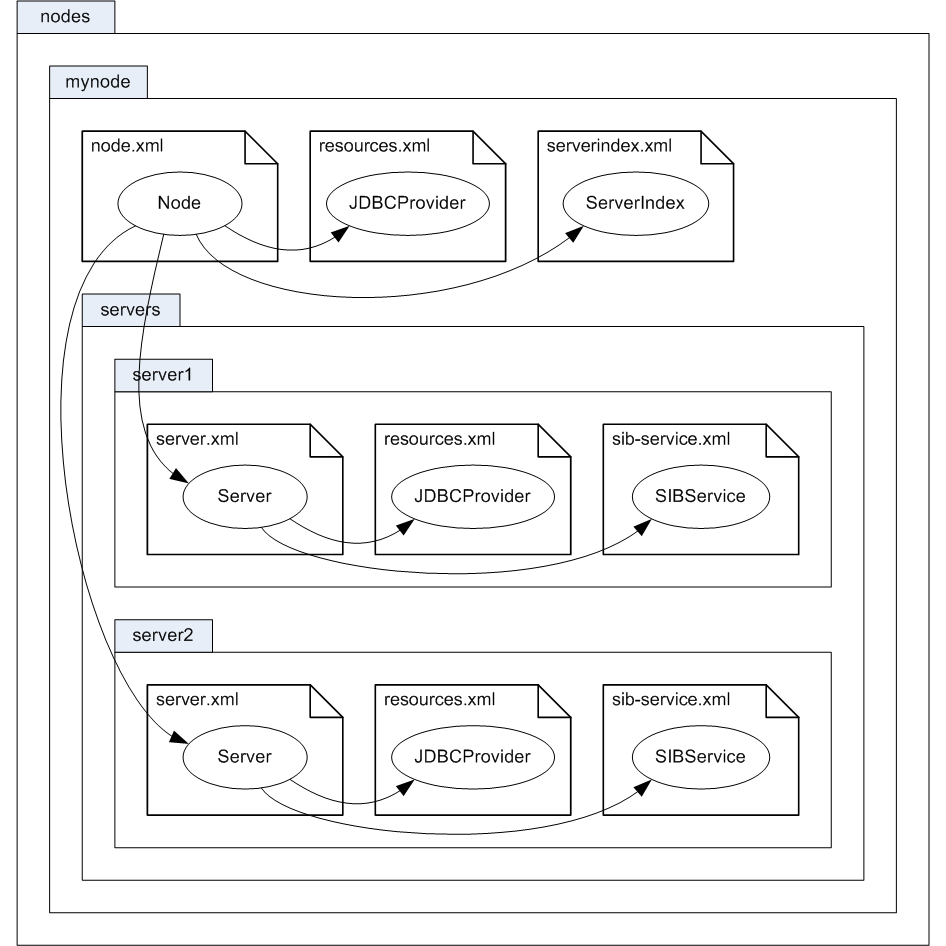 nodes
mynode
node.xml
resources.xml
serverindex.xml
Node
JDBCProvider
ServerIndex
servers
server1
server.xml
resources.xml
sib-service.xml
Server
JDBCProvider
SIBService
server2
server.xml
resources.xml
sib-service.xml
Server
JDBCProvider
SIBService